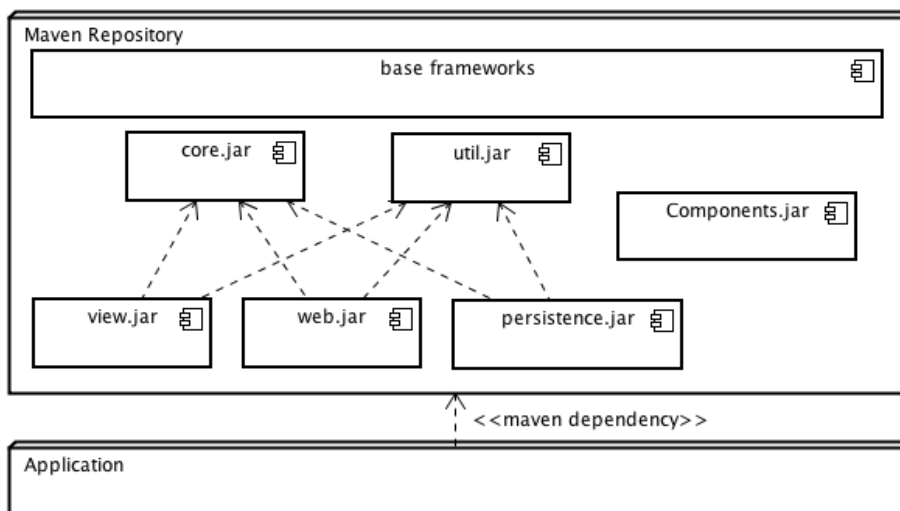 Maven Repository
base frameworks
core.jar
util.jar
Components.jar
view.jar
web.jar
persistence.jar
<<maven dependency>>
Application